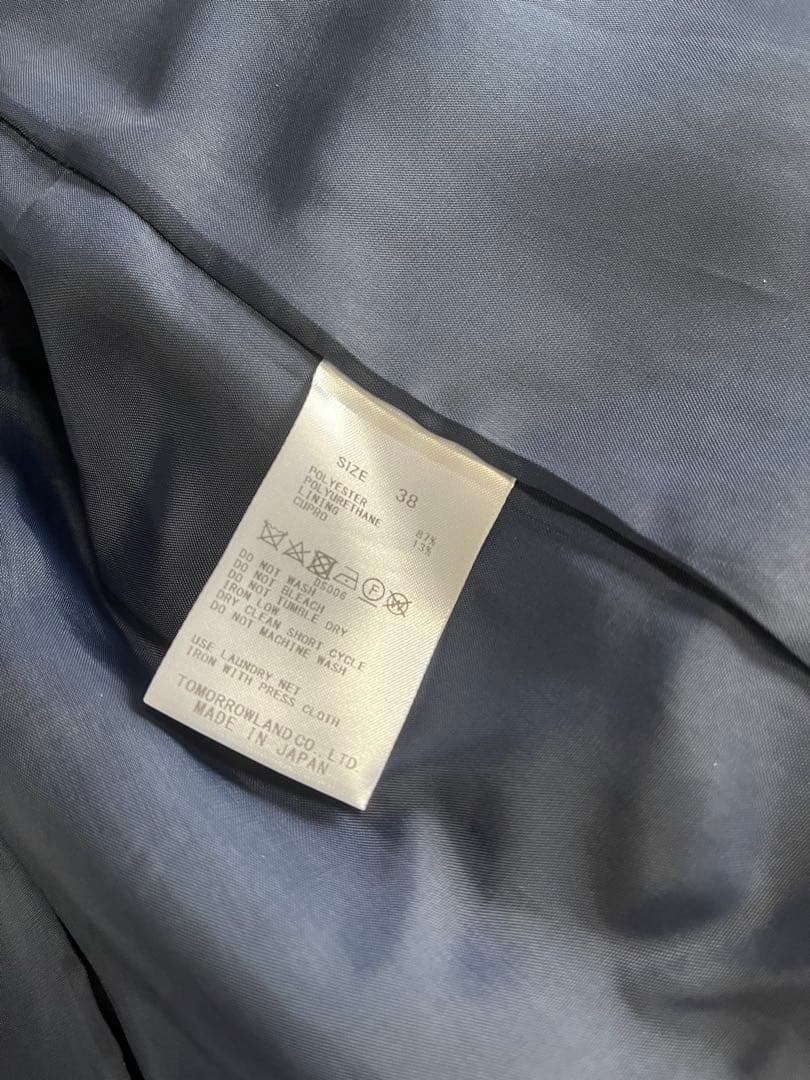 SIZE 38
POLYESTER 87%
POLYURETHANE 13%
LINING
CUPRO
DS006
DO NOT WASH
DO NOT BLEACH
DO NOT TUMBLE DRY
IRON LOW
DRY CLEAN SHORT CYCLE
DO NOT MACHINE WASH
USE LAUNDRY NET
IRON WITH PRESS CLOTH
TOMORROWLAND CO., LTD.
MADE IN JAPAN